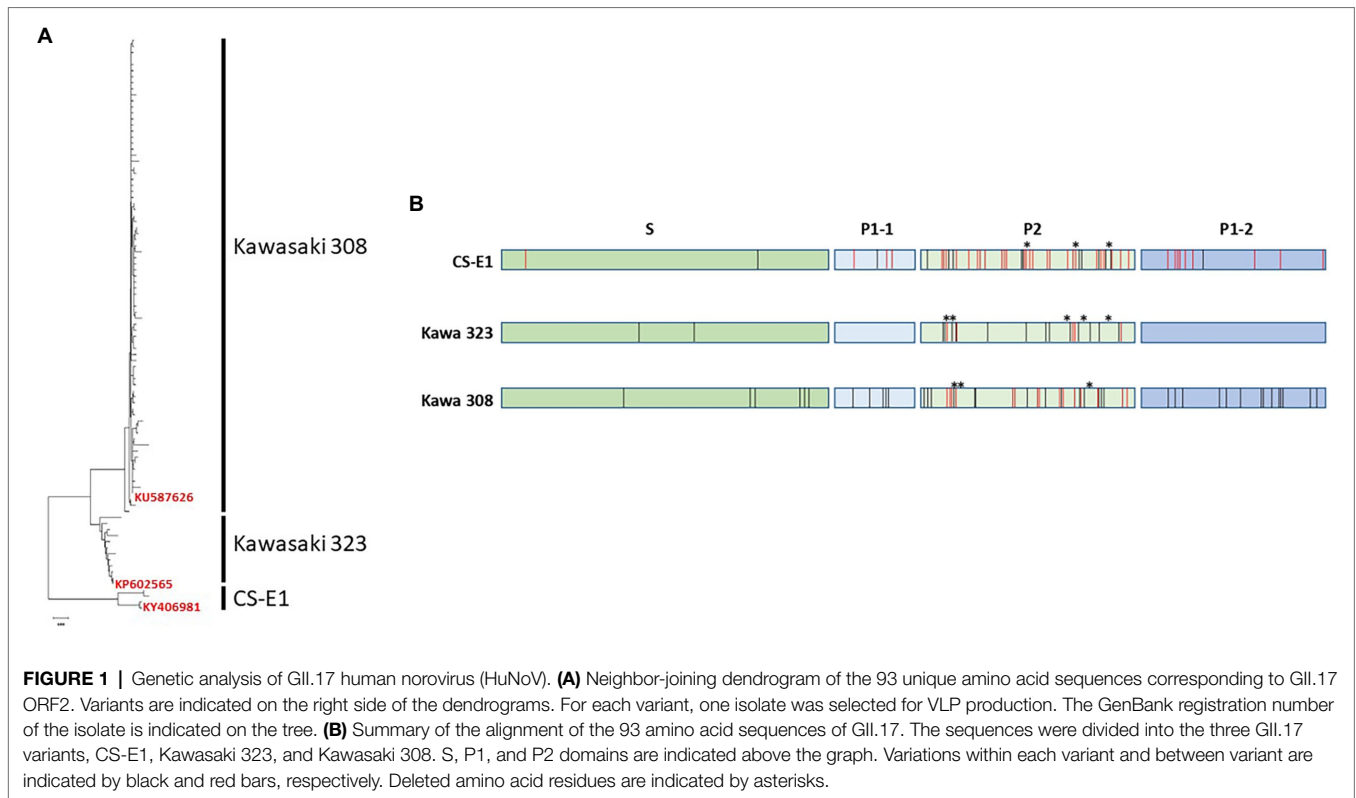 A
Kawasaki 308
KU587626
Kawasaki 323
KP602565
CS-E1
KY406981
B
S P1-1 P2 P1-2
CS-E1 * * *
Kawa 323 ** * * *
Kawa 308 ** *
FIGURE 1 | Genetic analysis of GII.17 human norovirus (HuNoV). (A) Neighbor-joining dendrogram of the 93 unique amino acid sequences corresponding to GII.17
ORF2. Variants are indicated on the right side of the dendrograms. For each variant, one isolate was selected for VLP production. The GenBank registration number
of the isolate is indicated on the tree. (B) Summary of the alignment of the 93 amino acid sequences of GII.17. The sequences were divided into the three GII.17
variants, CS-E1, Kawasaki 323, and Kawasaki 308. S, P1, and P2 domains are indicated above the graph. Variations within each variant and between variant are
indicated by black and red bars, respectively. Deleted amino acid residues are indicated by asterisks.